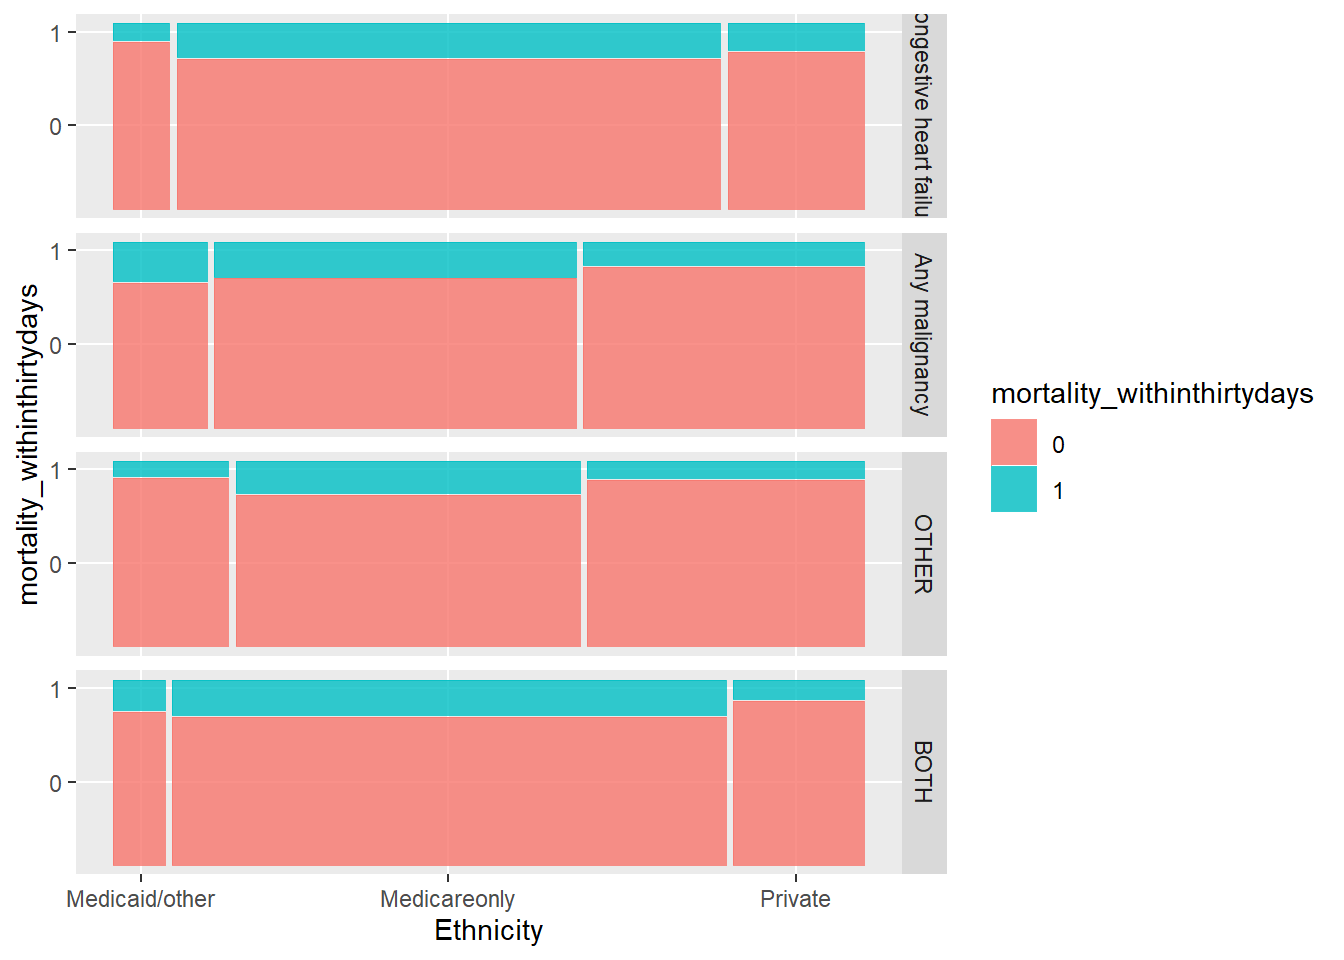 1
0
ongestive heart failu
1
0
Any malignancy
1
0
OTHER
1
0
BOTH
mortality_withinthirtydays
Medicaid/other
Medicareonly
Private
Ethnicity
mortality_withinthirtydays
0
1